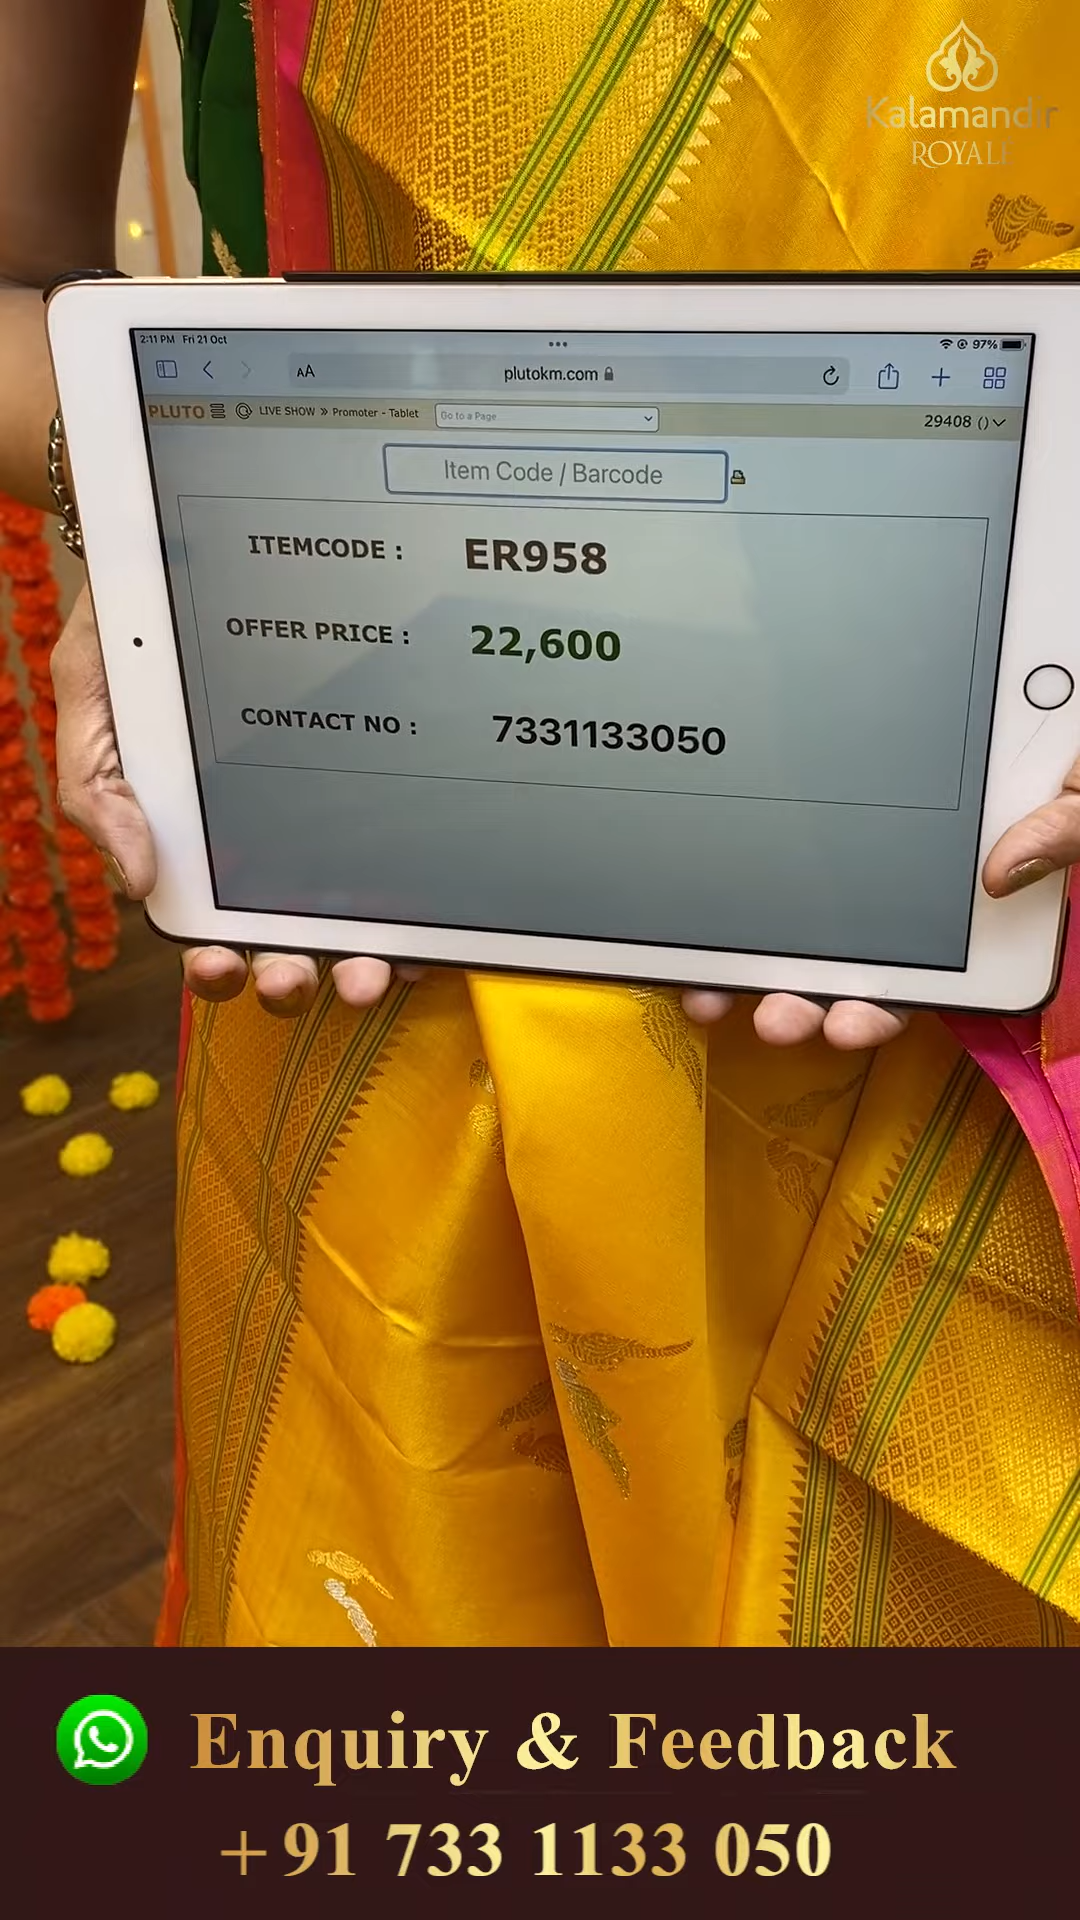 Kalamandir
ROYALE
2:11 PM Fri 21 Oct
97%
AA
plutokm.com
PLUTO
LIVE SHOW » Promoter - Tablet
Go to a Page
29408 ()
Item Code / Barcode
ITEMCODE : ER958
OFFER PRICE : 22,600
CONTACT NO : 7331133050
Enquiry & Feedback
+91 733 1133 050